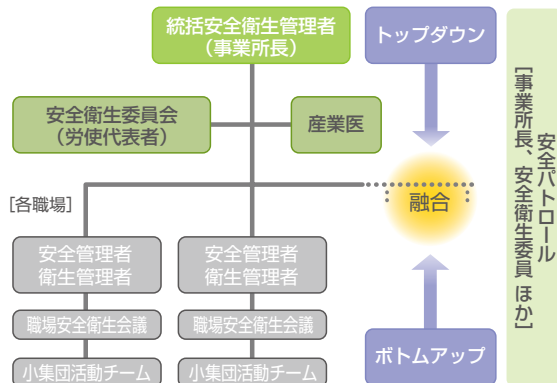 統括安全衛生管理者
（事業所長）
トップダウン
安全衛生委員会
（労使代表者）
産業医
融合
[各職場]
安全管理者
衛生管理者
安全管理者
衛生管理者
職場安全衛生会議
職場安全衛生会議
小集団活動チーム
小集団活動チーム
ボトムアップ
安全パトロール
[事業所長、安全衛生委員 ほか]